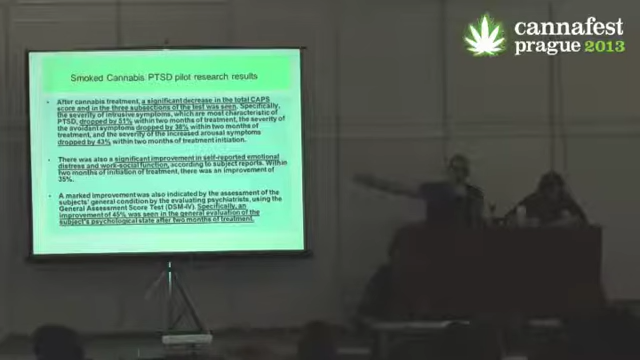 cannafest
prague 2013
Smoked Cannabis PTSD pilot research results
• After cannabis treatment, a significant decrease in the total CAPS
score and in the three subsections of the test was seen. Specifically,
the severity of intrusive symptoms, which are most characteristic of
PTSD, dropped by 51% within two months of treatment, the severity of
the avoidant symptoms dropped by 38% within two months of
treatment, and the severity of the increased arousal symptoms
dropped by 43% within two months of treatment initiation.
• There was also a significant improvement in self-reported emotional
distress and work-social function, according to subject reports. Within
two months of initiation of treatment, there was an improvement of
35%.
• A marked improvement was also indicated by the assessment of the
subjects' general condition by the evaluating psychiatrists, using the
General Assessment Score Test (DSM-IV). Specifically, an
improvement of 45% was seen in the general evaluation of the
subject's psychological state after two months of treatment.